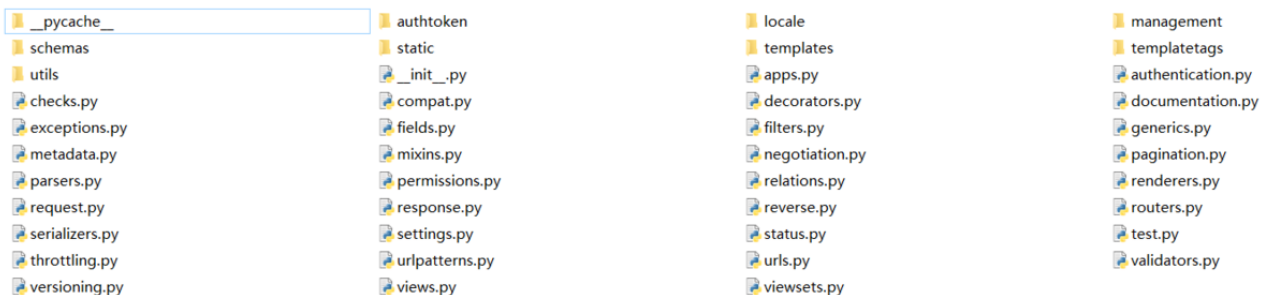 __pycache__ authtoken locale management
schemas static templates templatetags
utils __init__.py apps.py authentication.py
checks.py compat.py decorators.py documentation.py
exceptions.py fields.py filters.py generics.py
metadata.py mixins.py negotiation.py pagination.py
parsers.py permissions.py relations.py renderers.py
request.py response.py reverse.py routers.py
serializers.py settings.py status.py test.py
throttling.py urlpatterns.py urls.py validators.py
versioning.py views.py viewsets.py